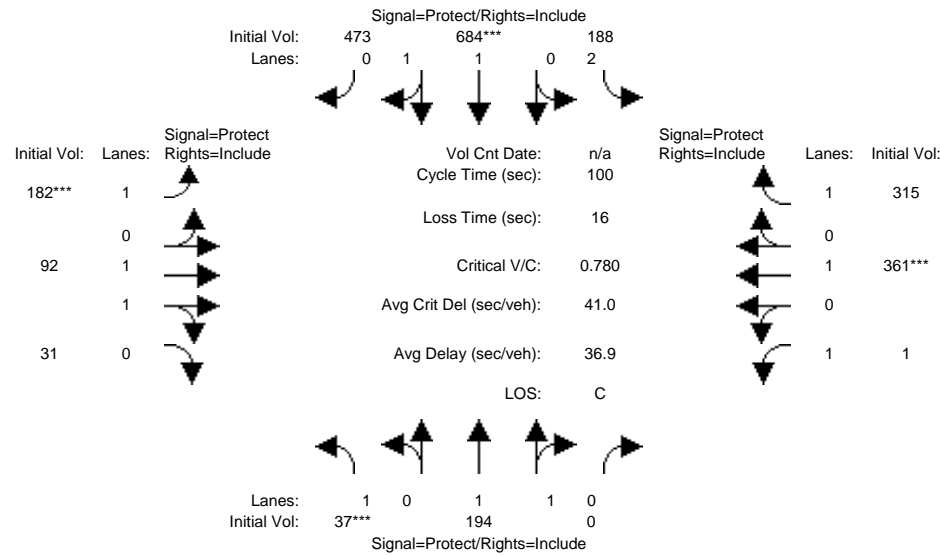 Signal=Protect/Rights=Include
Initial Vol: 473 684*** 188
Lanes: 0 1 1 0 2
Signal=Protect Signal=Protect
Initial Vol: Lanes: Rights=Include Vol Cnt Date: n/a Rights=Include Lanes: Initial Vol:
Cycle Time (sec): 100
182*** 1 1 315
Loss Time (sec): 16
0 0
92 1 Critical V/C: 0.780 1 361***
1 Avg Crit Del (sec/veh): 41.0 0
31 0 Avg Delay (sec/veh): 36.9 1 1
LOS: C
Lanes: 1 0 1 1 0
Initial Vol: 37*** 194 0
Signal=Protect/Rights=Include